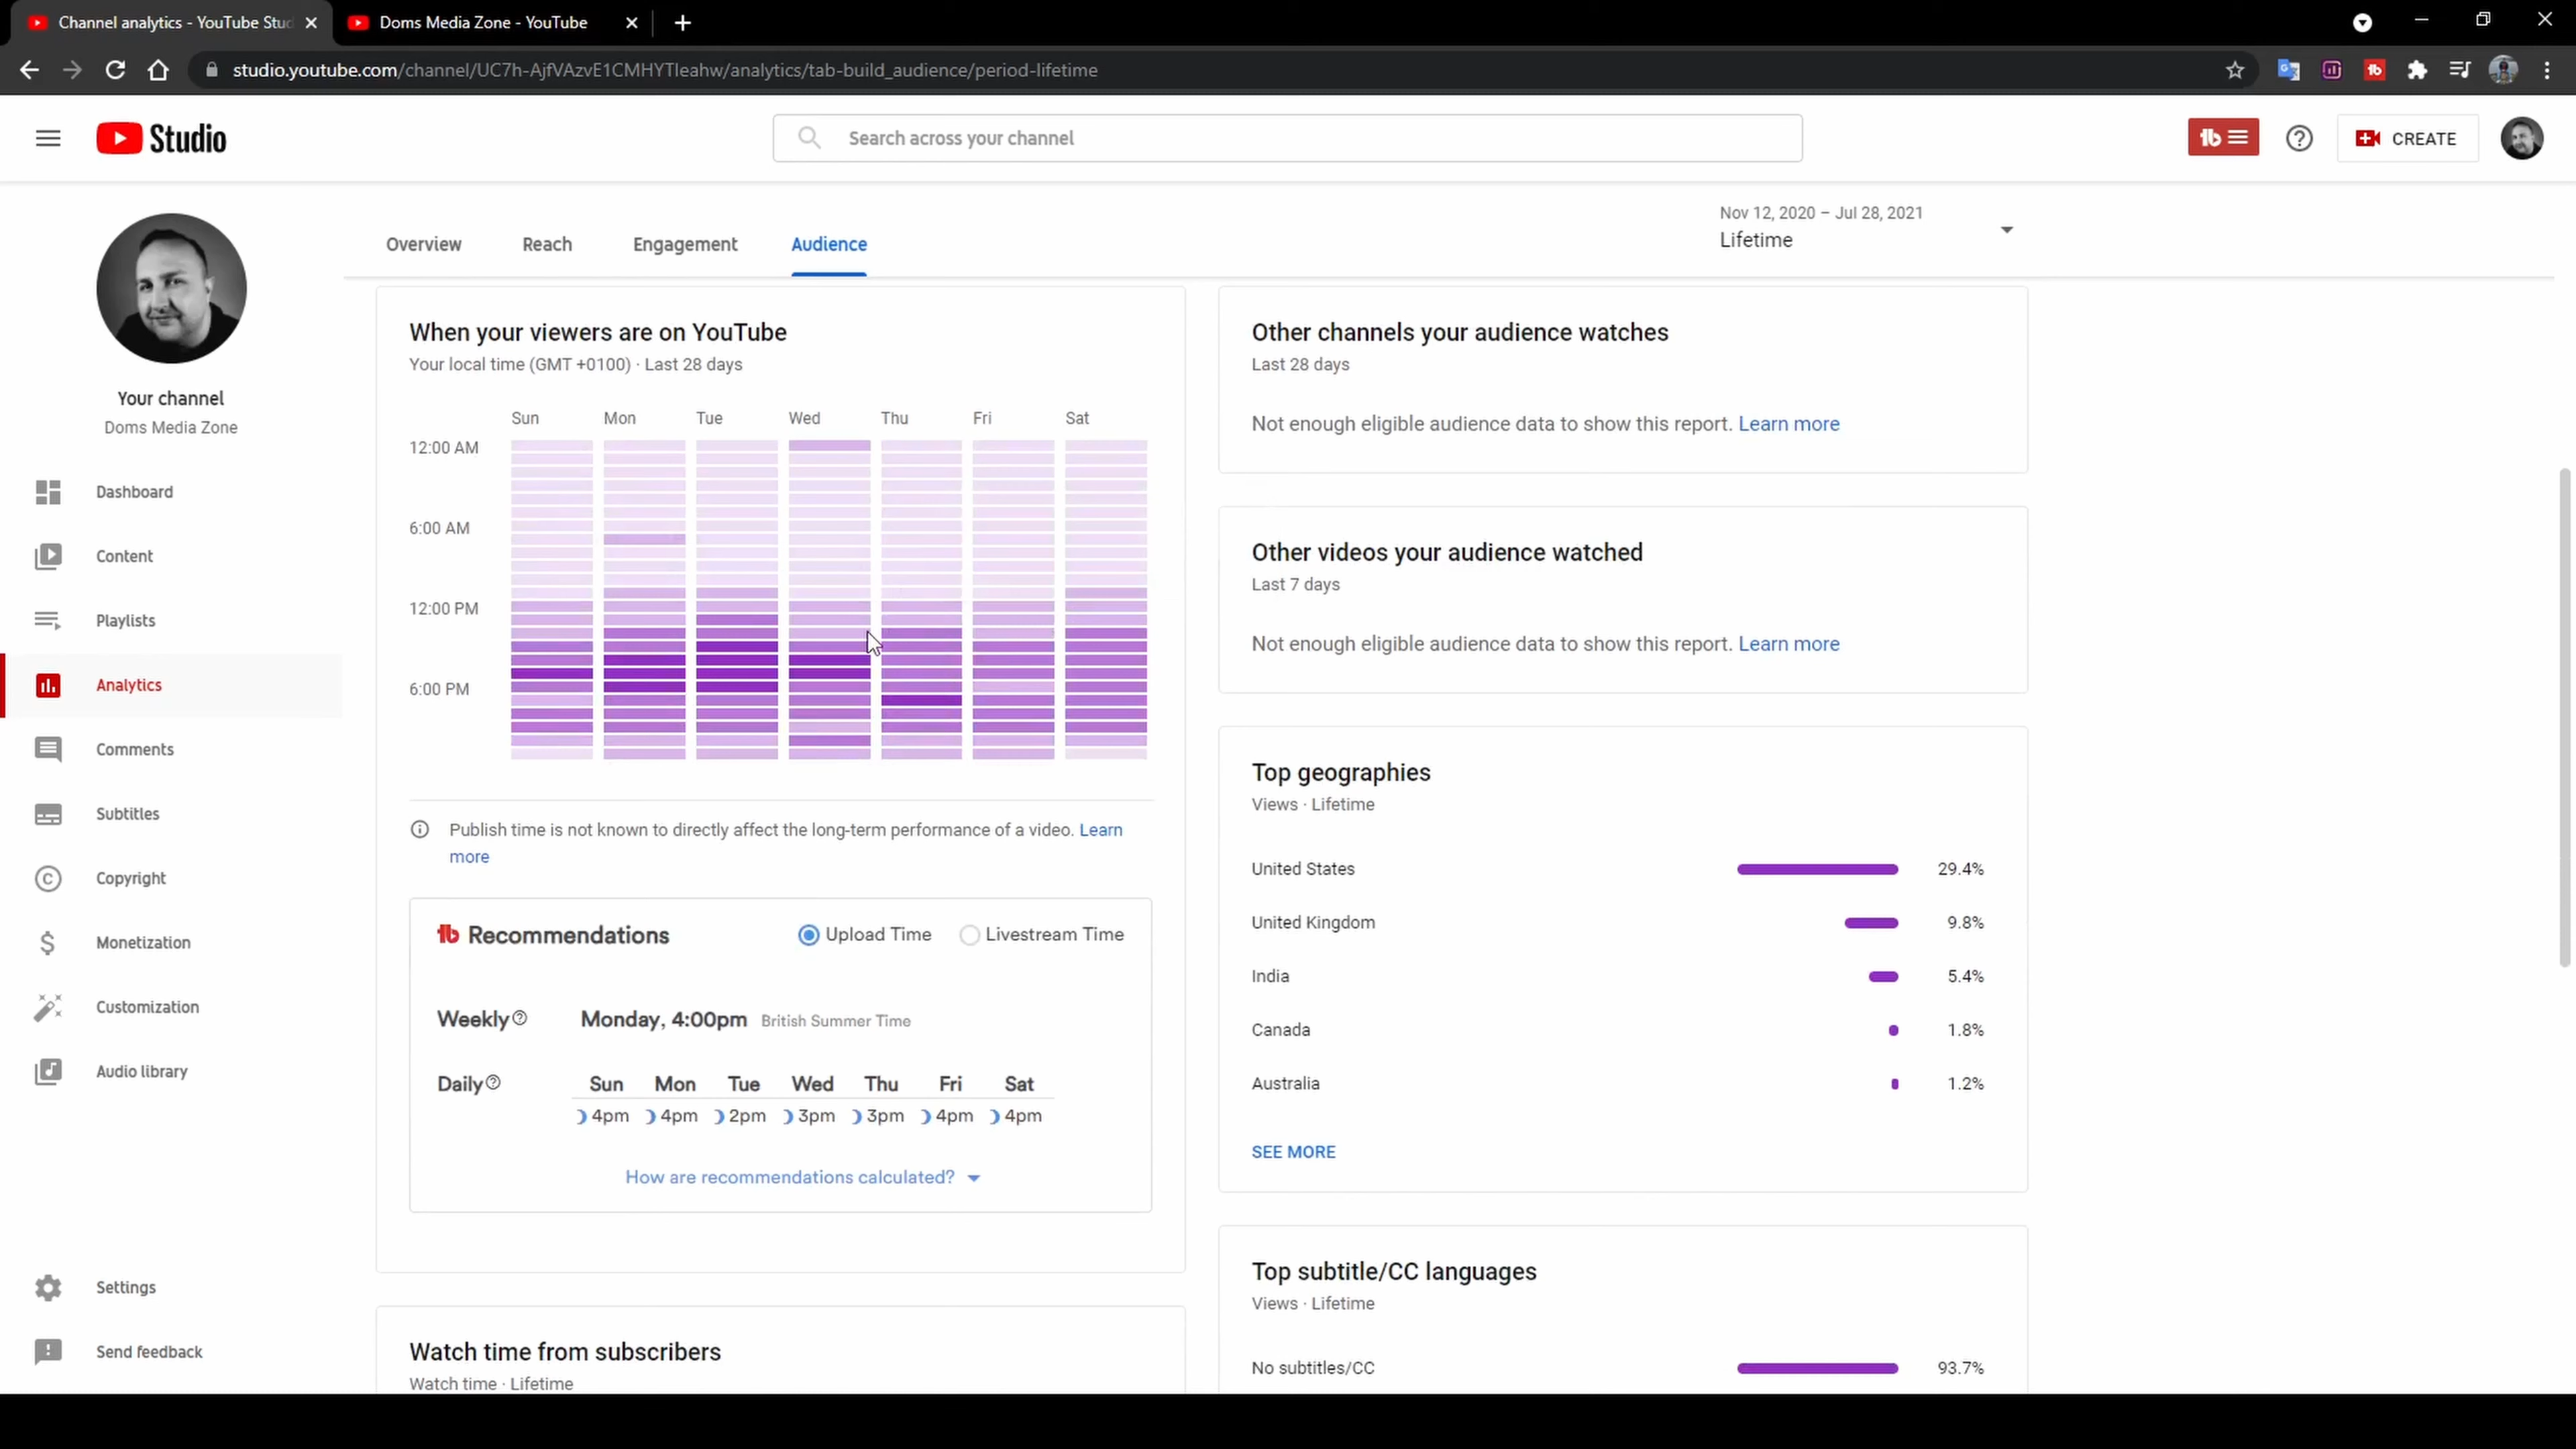 Channel analytics - YouTube Stud
Doms Media Zone - YouTube
studio.youtube.com/channel/UC7h-AjfVAzvE1CMHYTIeahw/analytics/tab-build_audience/period-lifetime
Studio
Search across your channel
CREATE
Your channel
Doms Media Zone
Dashboard
Content
Playlists
Analytics
Comments
Subtitles
Copyright
Monetization
Customization
Audio library
Settings
Send feedback
Overview Reach Engagement Audience
Nov 12, 2020 – Jul 28, 2021
Lifetime
When your viewers are on YouTube
Your local time (GMT +0100) · Last 28 days
Sun Mon Tue Wed Thu Fri Sat
12:00 AM
6:00 AM
12:00 PM
6:00 PM
Publish time is not known to directly affect the long-term performance of a video. Learn
more
tb Recommendations Upload Time Livestream Time
Weekly Monday, 4:00pm British Summer Time
Daily Sun Mon Tue Wed Thu Fri Sat
4pm 4pm 2pm 3pm 3pm 4pm 4pm
How are recommendations calculated?
Watch time from subscribers
Watch time · Lifetime
Other channels your audience watches
Last 28 days
Not enough eligible audience data to show this report. Learn more
Other videos your audience watched
Last 7 days
Not enough eligible audience data to show this report. Learn more
Top geographies
Views · Lifetime
United States 29.4%
United Kingdom 9.8%
India 5.4%
Canada 1.8%
Australia 1.2%
SEE MORE
Top subtitle/CC languages
Views · Lifetime
No subtitles/CC 93.7%